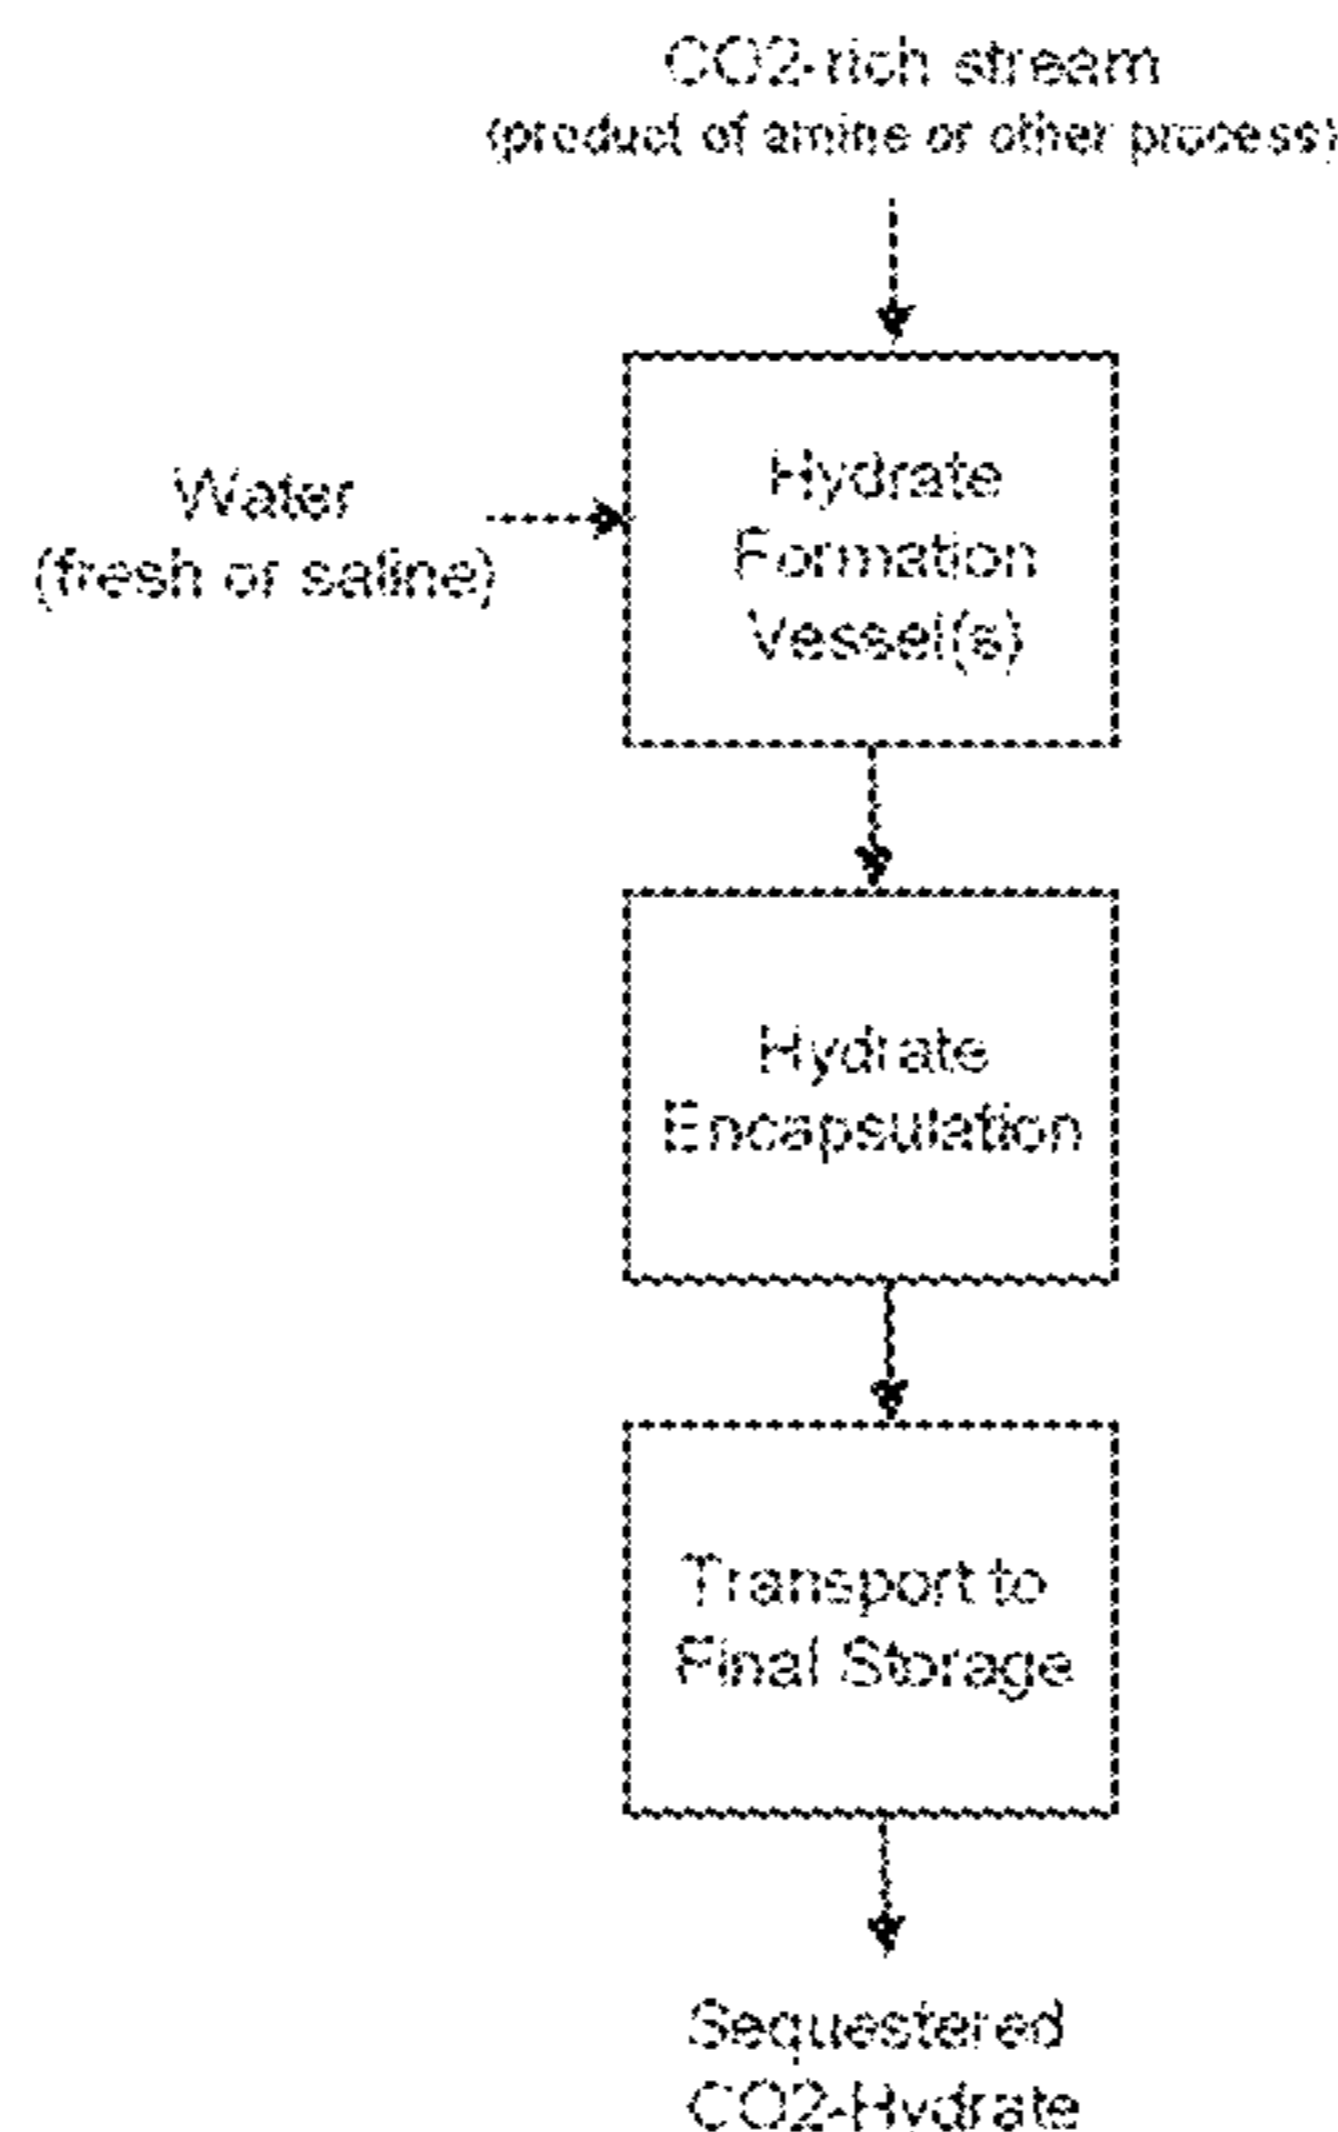 CO2-rich stream
(product of amine or other process)
Water
(fresh or saline)
Hydrate
Formation
Vessel(s)
Hydrate
Encapsulation
Transport to
Final Storage
Sequestered
CO2-Hydrate